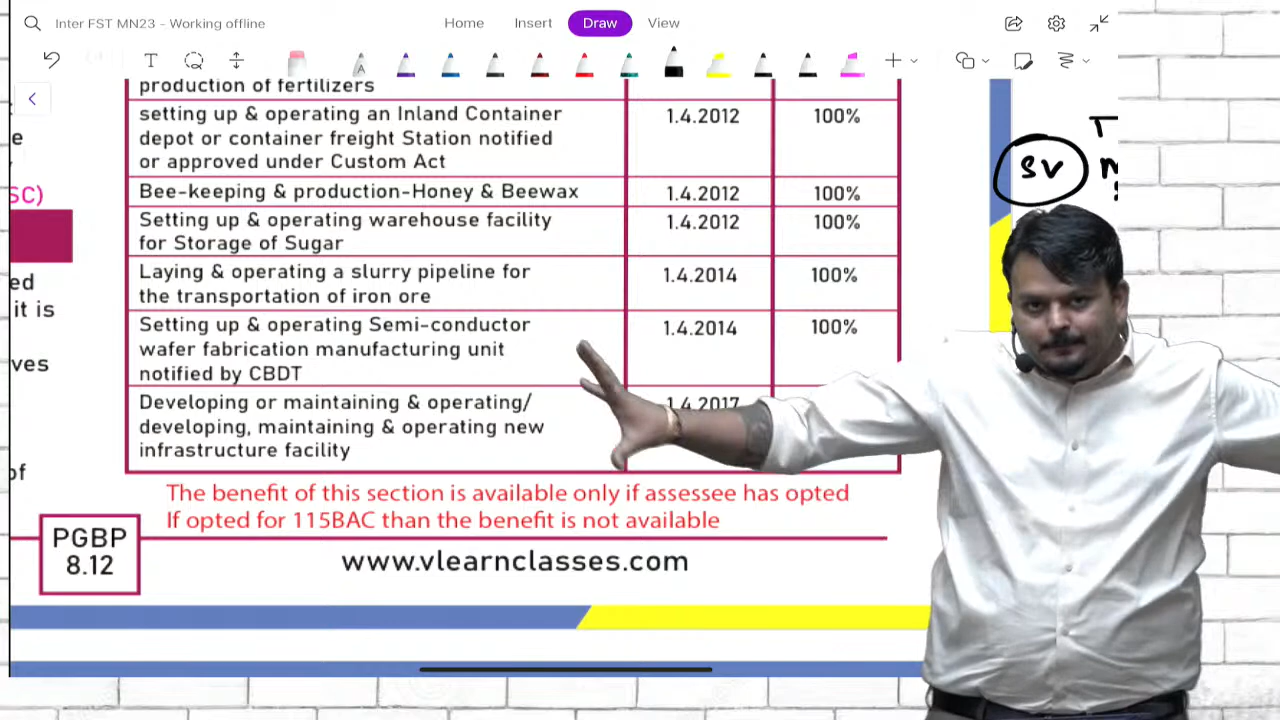 Inter FST MN23 - Working offline
Home Insert Draw View
T
A
production of fertilizers
setting up & operating an Inland Container
depot or container freight Station notified
or approved under Custom Act
1.4.2012
100%
Bee-keeping & production-Honey & Beewax
1.4.2012
100%
Setting up & operating warehouse facility
for Storage of Sugar
1.4.2012
100%
Laying & operating a slurry pipeline for
the transportation of iron ore
1.4.2014
100%
Setting up & operating Semi-conductor
wafer fabrication manufacturing unit
notified by CBDT
1.4.2014
100%
Developing or maintaining & operating/
developing, maintaining & operating new
infrastructure facility
1.4.2017
The benefit of this section is available only if assessee has opted
If opted for 115BAC than the benefit is not available
PGBP
8.12
www.vlearnclasses.com
e
SC)
ed
it is
ves
of
SV